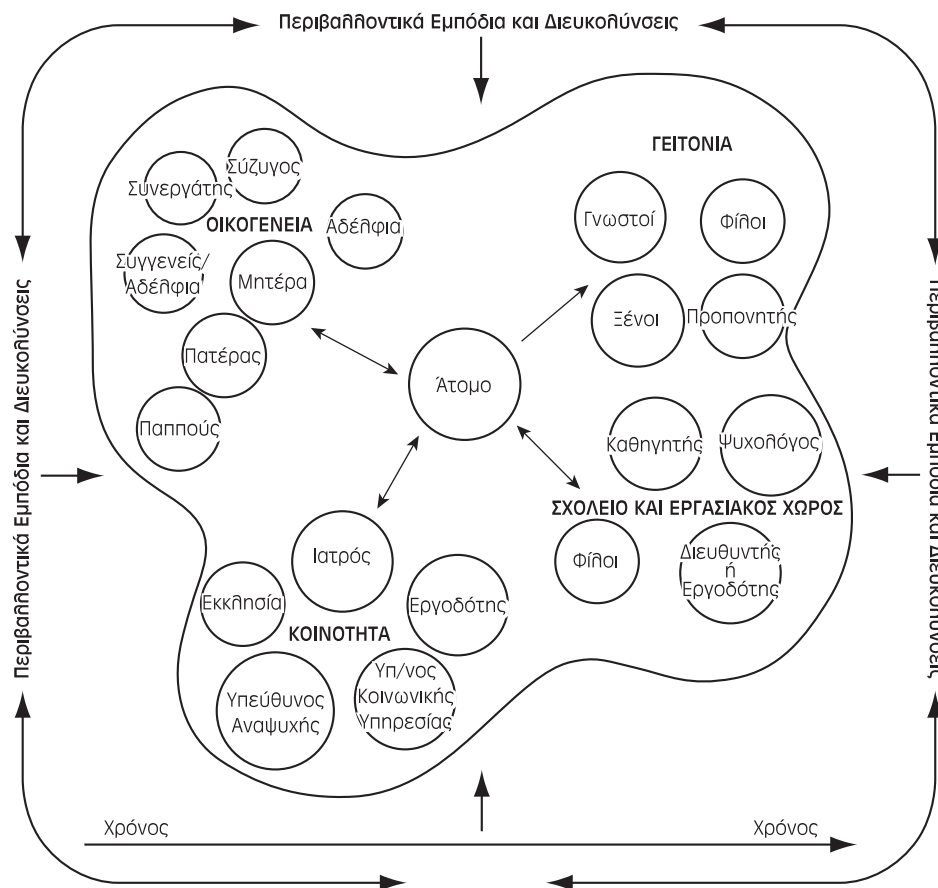 Περιβαλλοντικά Εμπόδια και Διευκολύνσεις
ΓΕΙΤΟΝΙΑ
Σύζυγος
Συνεργάτης
ΟΙΚΟΓΕΝΕΙΑ
Αδέλφια
Συγγενείς/
Αδέλφια
Μητέρα
Πατέρας
Παππούς
Γνωστοί
Φίλοι
Ξένοι
Προπονητής
Άτομο
Καθηγητής
Ψυχολόγος
ΣΧΟΛΕΙΟ ΚΑΙ ΕΡΓΑΣΙΑΚΟΣ ΧΩΡΟΣ
Φίλοι
Διευθυντής
ή
Εργοδότης
Ιατρός
Εκκλησία
Εργοδότης
ΚΟΙΝΟΤΗΤΑ
Υπεύθυνος
Αναψυχής
Υπ/νος
Κοινωνικής
Υπηρεσίας
Περιβαλλοντικά Εμπόδια και Διευκολύνσεις
Περιβαλλοντικά Εμπόδια και Διευκολύνσεις
Χρόνος
Χρόνος